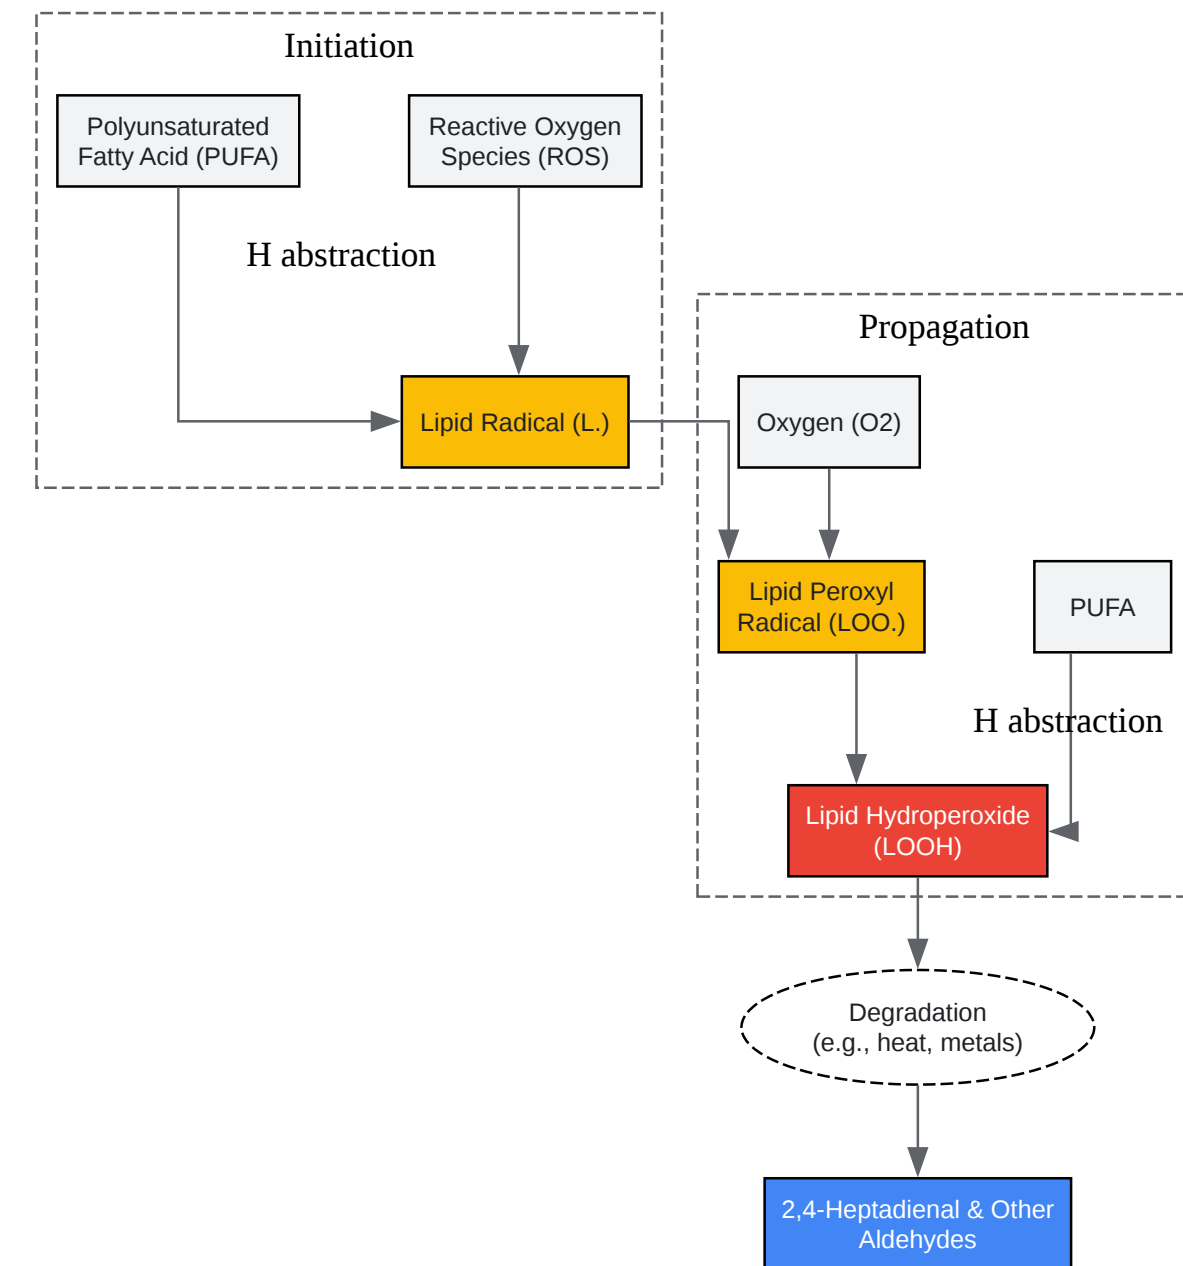 Initiation
Polyunsaturated
Fatty Acid (PUFA)
Reactive Oxygen
Species (ROS)
H abstraction
Lipid Radical (L.)
Propagation
Oxygen (O2)
Lipid Peroxyl
Radical (LOO.)
PUFA
H abstraction
Lipid Hydroperoxide
(LOOH)
Degradation
(e.g., heat, metals)
2,4-Heptadienal & Other
Aldehydes